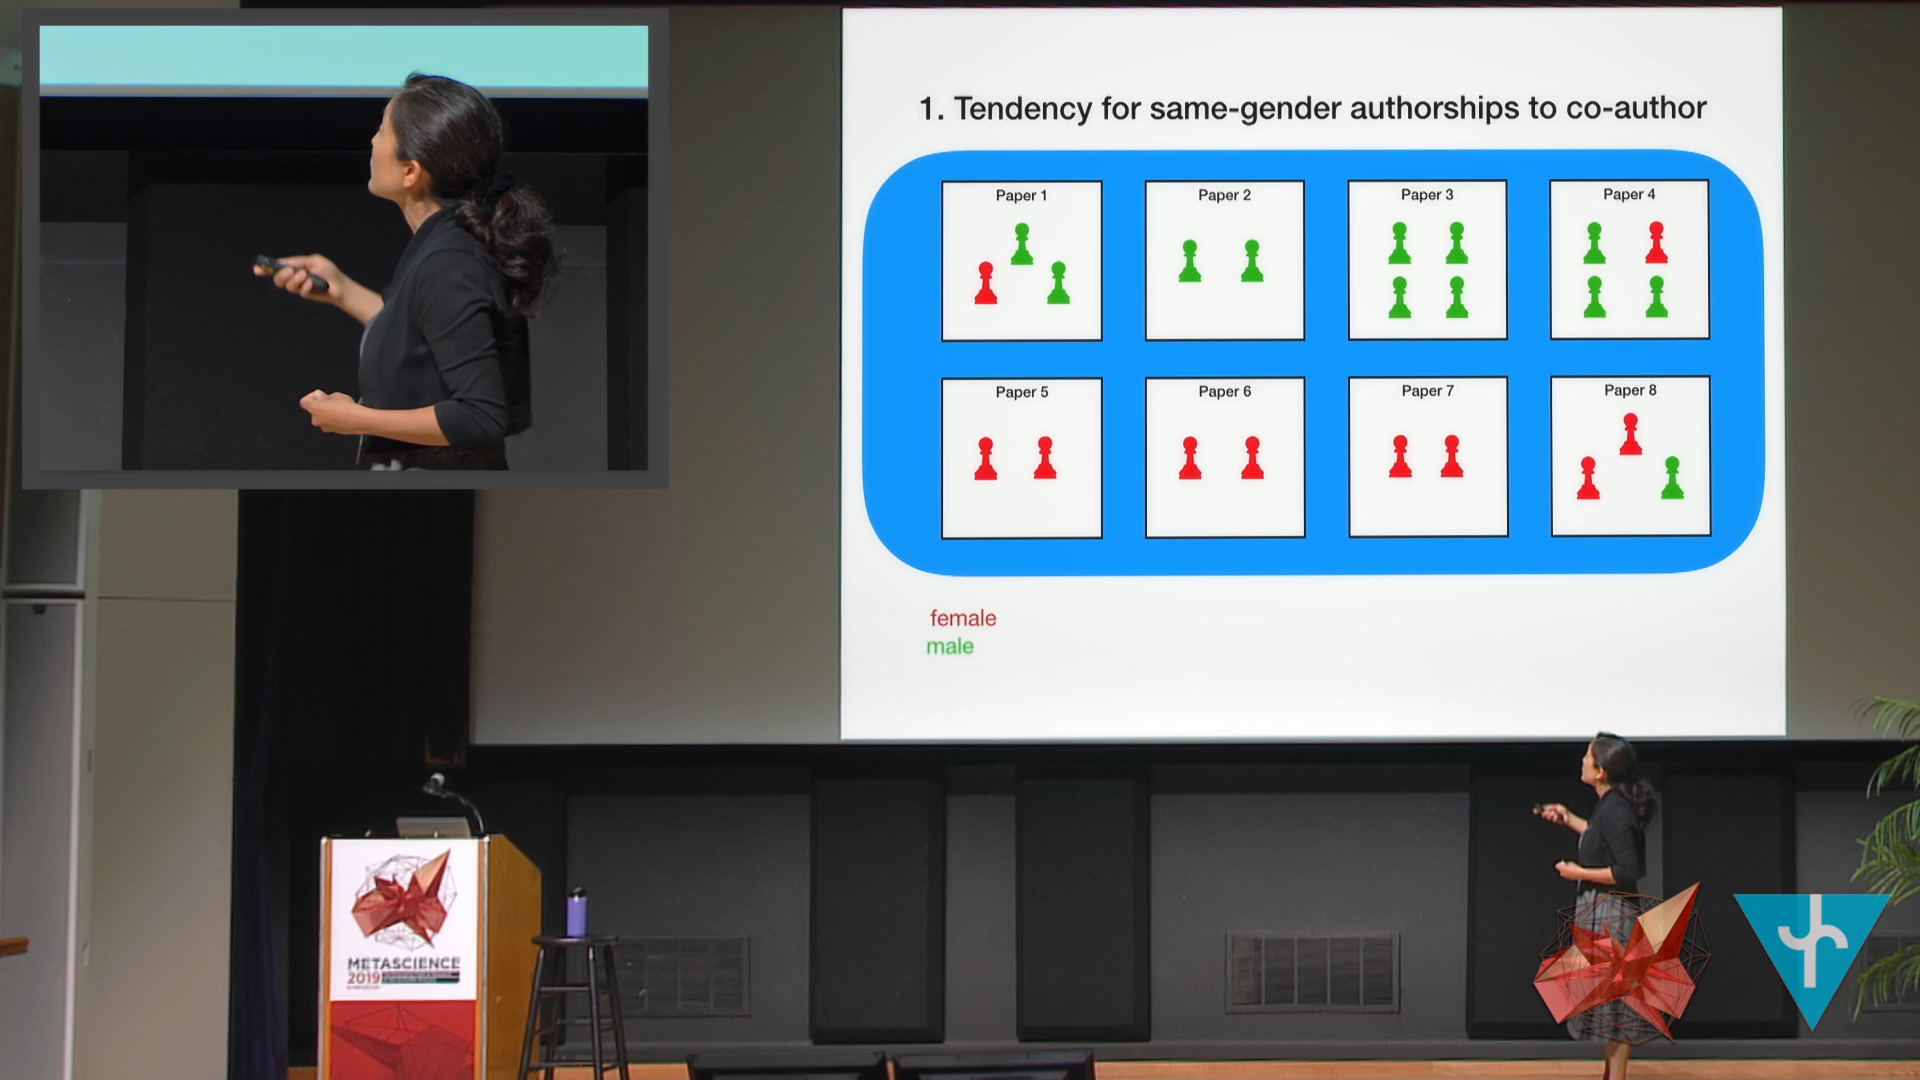 1. Tendency for same-gender authorships to co-author
Paper 1
Paper 2
Paper 3
Paper 4
Paper 5
Paper 6
Paper 7
Paper 8
female
male
METASCIENCE
2019